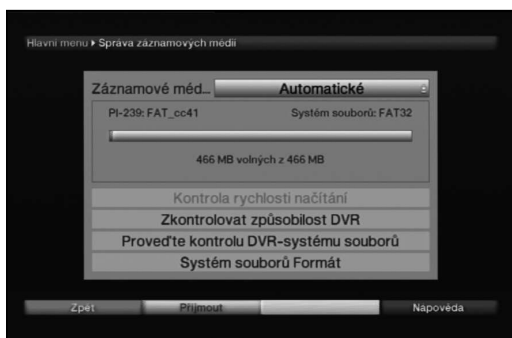 Hlavní menu ▸ Správa záznamových médií
Záznamové méd... Automatické
PI-239: FAT_cc41 Systém souborů: FAT32
466 MB volných z 466 MB
Kontrola rychlosti načítání
Zkontrolovat způsobilost DVR
Proveďte kontrolu DVR-systému souborů
Systém souborů Formát
Zpět Přijmout Nápověda